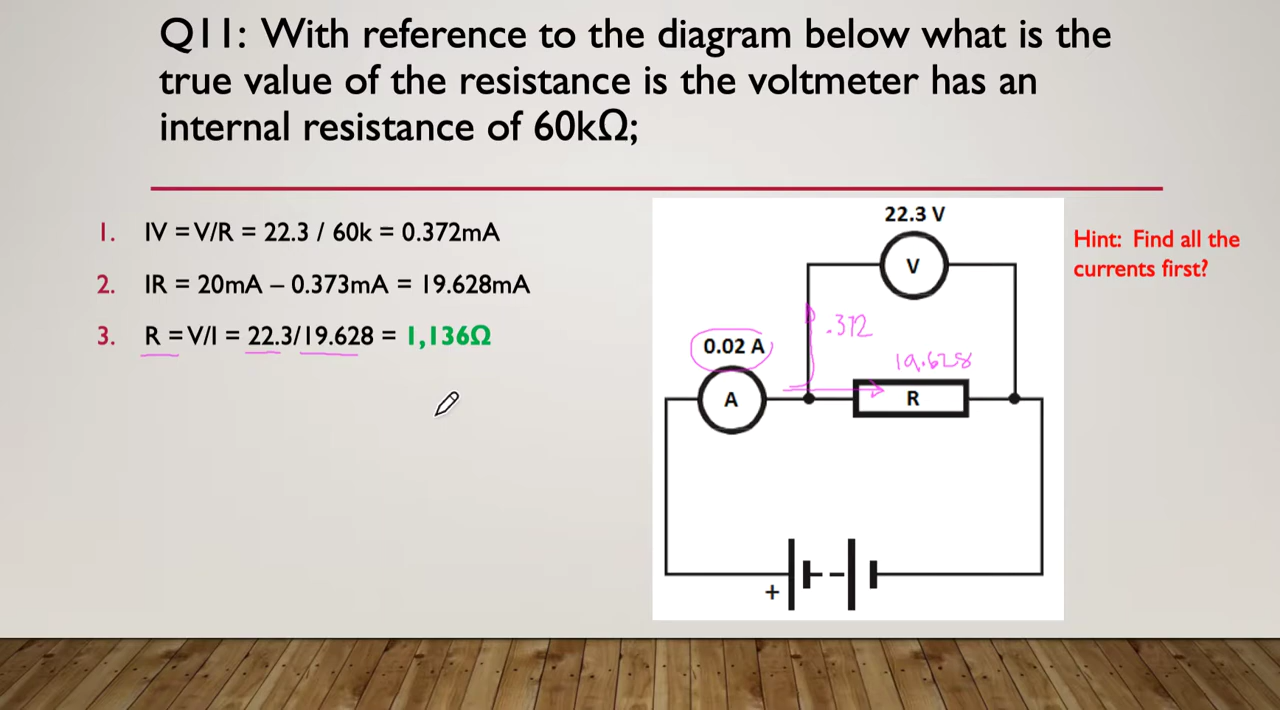 Q11: With reference to the diagram below what is the
true value of the resistance is the voltmeter has an
internal resistance of 60kΩ;
1. IV = V/R = 22.3 / 60k = 0.372mA
2. IR = 20mA – 0.373mA = 19.628mA
3. R = V/I = 22.3/19.628 = 1,136Ω
Hint: Find all the
currents first?
22.3 V
V
.372
0.02 A
19.628
A
R
+